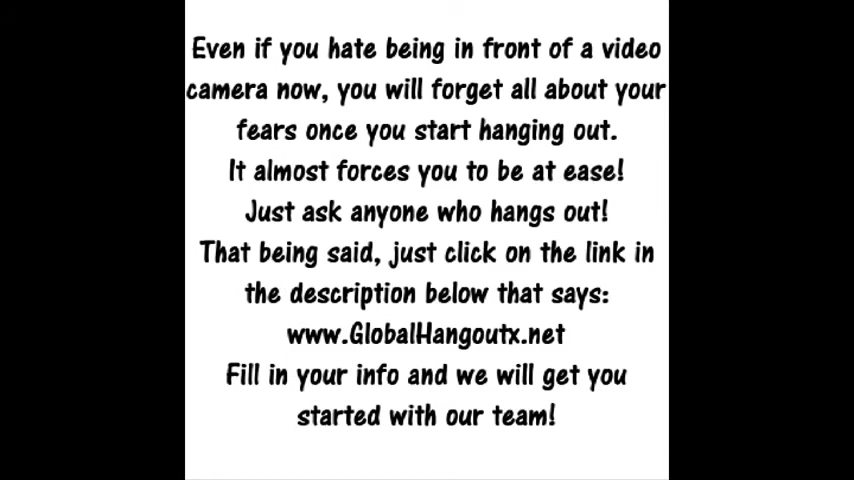 Even if you hate being in front of a video
camera now, you will forget all about your
fears once you start hanging out.
It almost forces you to be at ease!
Just ask anyone who hangs out!
That being said, just click on the link in
the description below that says:
www.GlobalHangoutx.net
Fill in your info and we will get you
started with our team!